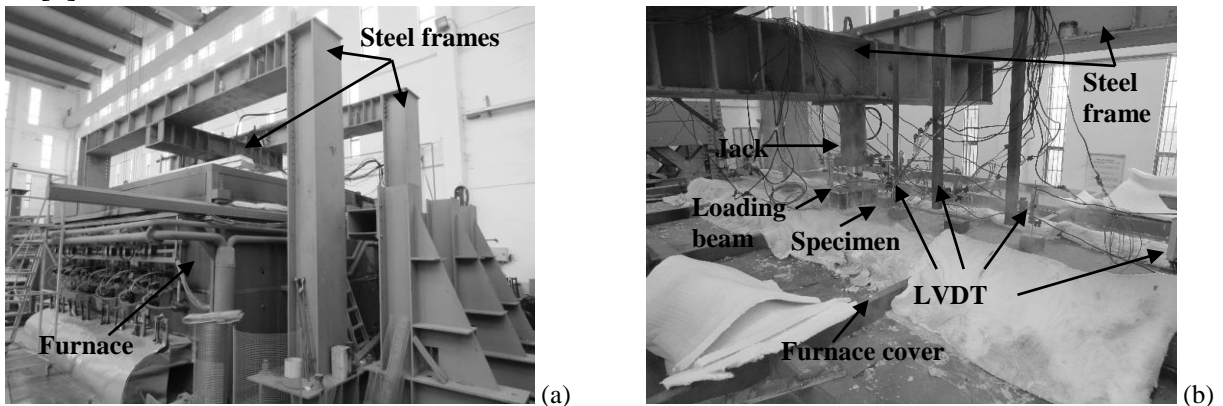 Steel frames
Furnace
(a)
Steel
frame
Jack
Loading
beam
Specimen
LVDT
Furnace cover
(b)